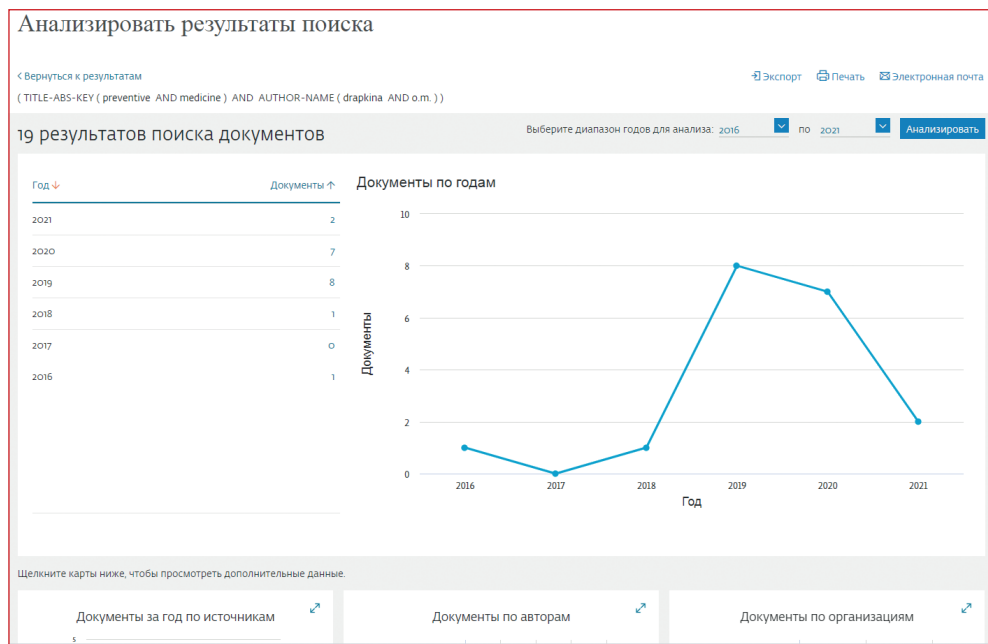 Анализировать результаты поиска
Вернуться к результатам
Экспорт Печать Электронная почта
( TITLE-ABS-KEY ( preventive AND medicine ) AND AUTHOR-NAME ( drapkina AND o.m. ) )
19 результатов поиска документов
Выберите диапазон годов для анализа: 2016 по 2021 Анализировать
Год Документы
2021 2
2020 7
2019 8
2018 1
2017 0
2016 1
Документы по годам
Документы
10
8
6
4
2
0
2016 2017 2018 2019 2020 2021
Год
Щелкните карты ниже, чтобы просмотреть дополнительные данные.
Документы за год по источникам
5
Документы по авторам
Документы по организациям